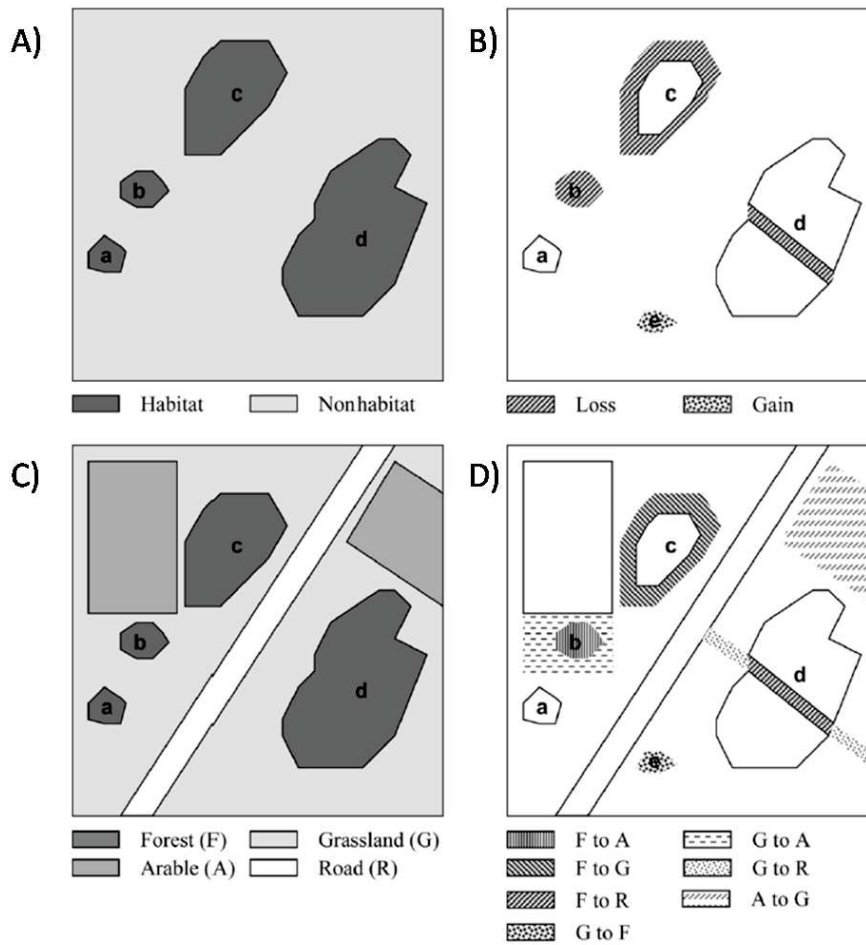 A)
c
b
a
d
Habitat
Nonhabitat
B)
c
b
a
d
e
Loss
Gain
C)
c
b
a
d
Forest (F)
Grassland (G)
Arable (A)
Road (R)
D)
c
b
a
d
e
F to A
G to A
F to G
G to R
F to R
A to G
G to F